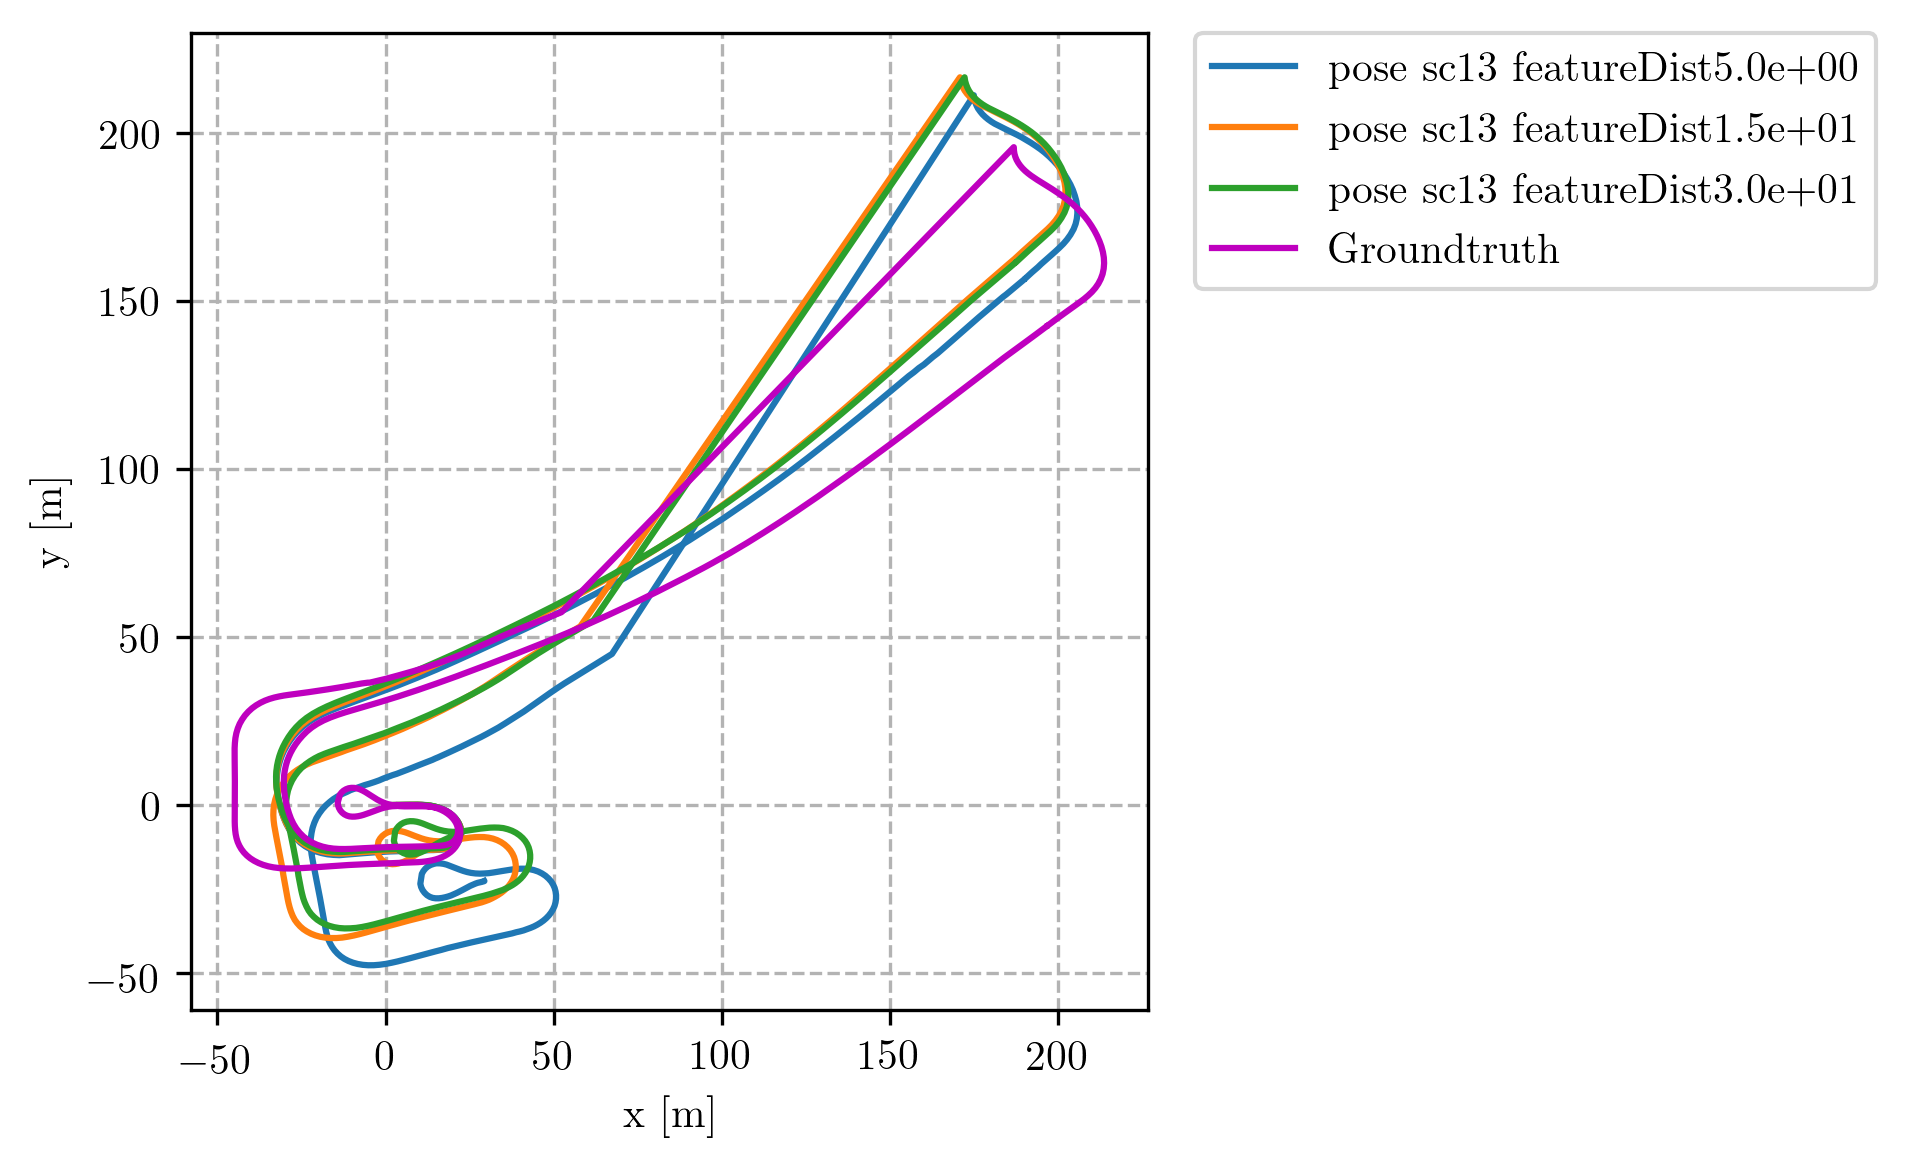 pose sc13 featureDist5.0e+00
pose sc13 featureDist1.5e+01
pose sc13 featureDist3.0e+01
Groundtruth
200
150
100
50
0
−50
y [m]
−50 0 50 100 150 200
x [m]